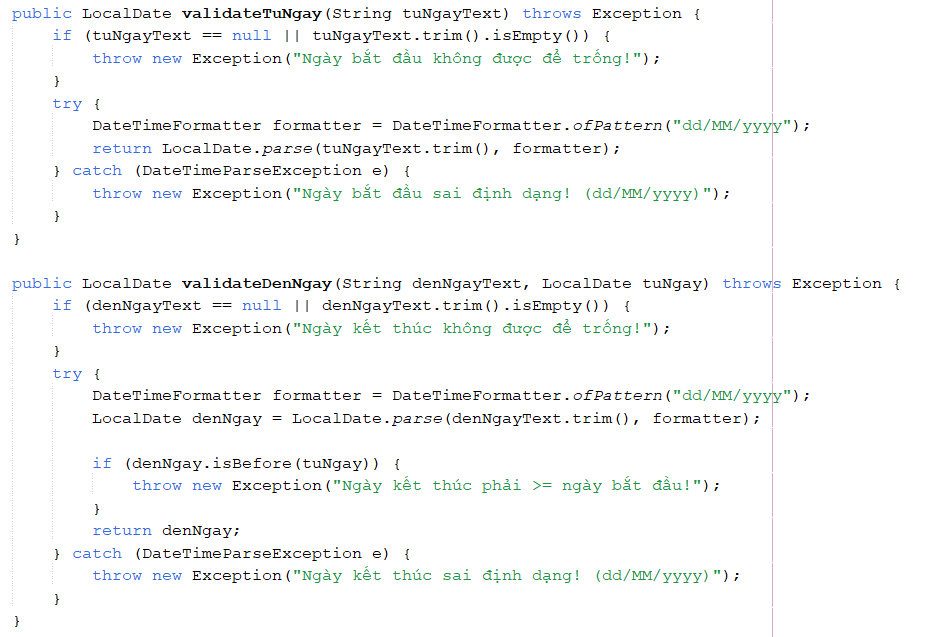 public LocalDate validateTuNgay(String tuNgayText) throws Exception {
    if (tuNgayText == null || tuNgayText.trim().isEmpty()) {
        throw new Exception("Ngày bắt đầu không được để trống!");
    }
    try {
        DateTimeFormatter formatter = DateTimeFormatter.ofPattern("dd/MM/yyyy");
        return LocalDate.parse(tuNgayText.trim(), formatter);
    } catch (DateTimeParseException e) {
        throw new Exception("Ngày bắt đầu sai định dạng! (dd/MM/yyyy)");
    }
}

public LocalDate validateDenNgay(String denNgayText, LocalDate tuNgay) throws Exception {
    if (denNgayText == null || denNgayText.trim().isEmpty()) {
        throw new Exception("Ngày kết thúc không được để trống!");
    }
    try {
        DateTimeFormatter formatter = DateTimeFormatter.ofPattern("dd/MM/yyyy");
        LocalDate denNgay = LocalDate.parse(denNgayText.trim(), formatter);

        if (denNgay.isBefore(tuNgay)) {
            throw new Exception("Ngày kết thúc phải >= ngày bắt đầu!");
        }
        return denNgay;
    } catch (DateTimeParseException e) {
        throw new Exception("Ngày kết thúc sai định dạng! (dd/MM/yyyy)");
    }
}